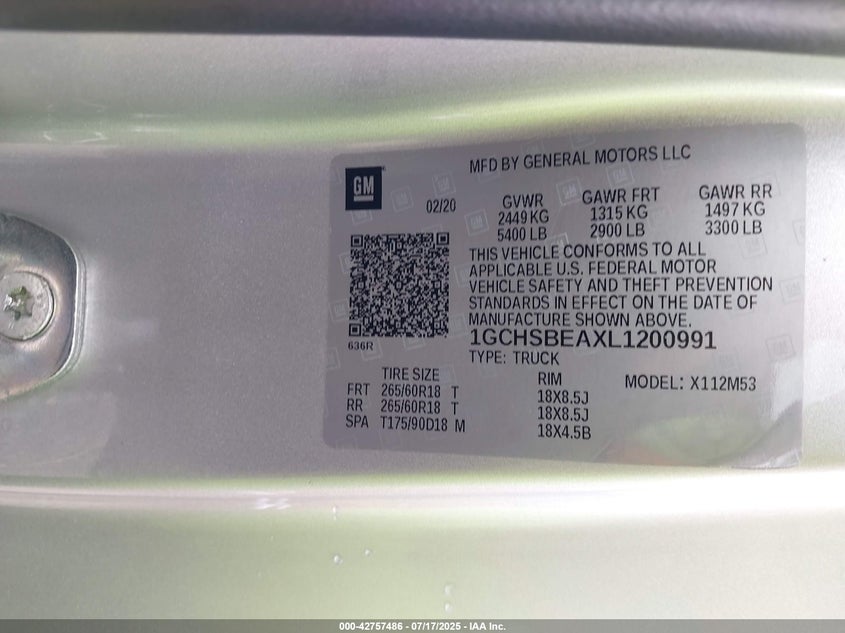 MFD BY GENERAL MOTORS LLC
GM
02/20
GVWR GAWR FRT GAWR RR
2449 KG 1315 KG 1497 KG
5400 LB 2900 LB 3300 LB
THIS VEHICLE CONFORMS TO ALL
APPLICABLE U.S. FEDERAL MOTOR
VEHICLE SAFETY AND THEFT PREVENTION
STANDARDS IN EFFECT ON THE DATE OF
MANUFACTURE SHOWN ABOVE.
636R
1GCHSBEAXL1200991
TYPE: TRUCK
TIRE SIZE RIM MODEL: X112M53
FRT 265/60R18 T 18X8.5J
RR 265/60R18 T 18X8.5J
SPA T175/90D18 M 18X4.5B
000-42757486 - 07/17/2025 - IAA Inc.